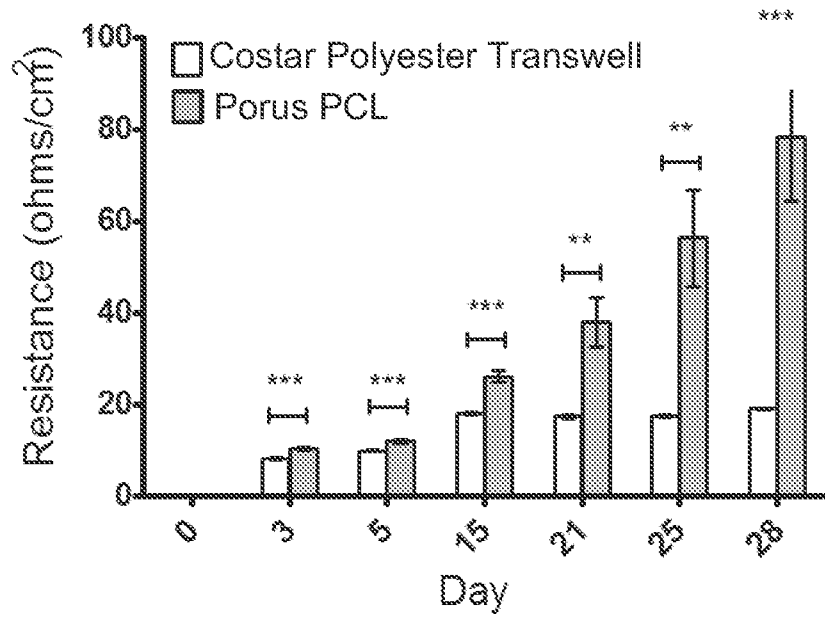 Resistance (ohms/cm²)
100
80
60
40
20
0
Costar Polyester Transwell
Porus PCL
***
***
***
**
**
***
0 3 5 15 21 25 28
Day